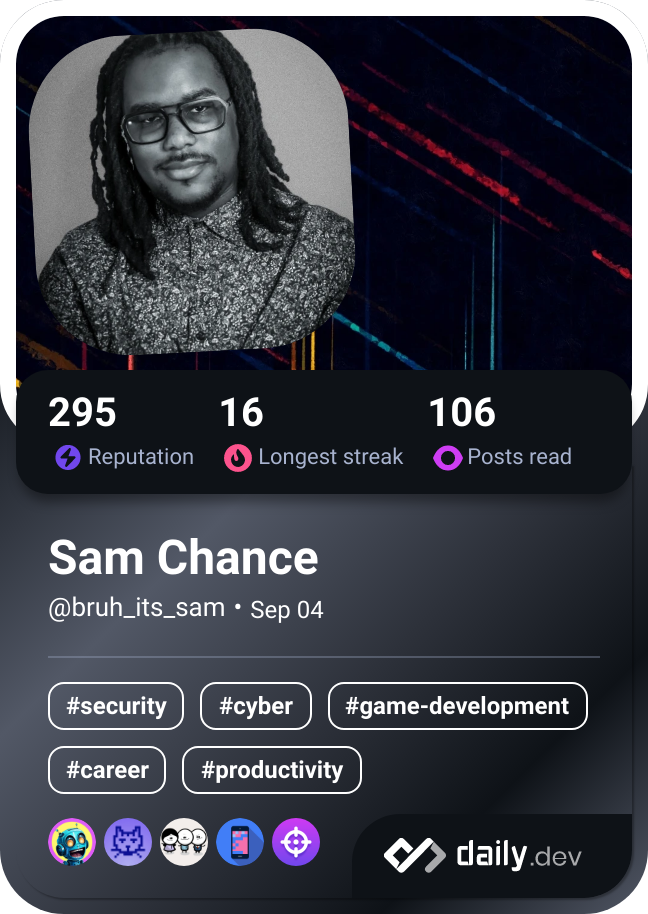 295 16 106
Reputation Longest streak Posts read
Sam Chance
@bruh_its_sam • Sep 04
#security #cyber #game-development
#career #productivity
daily.dev